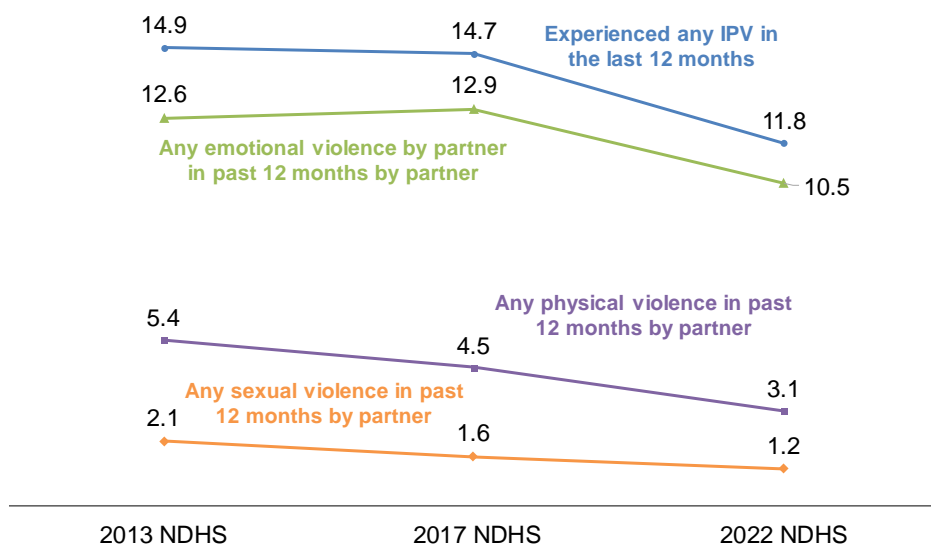 14.9
14.7
Experienced any IPV in
the last 12 months
12.6
12.9
11.8
Any emotional violence by partner
in past 12 months by partner
10.5
Any physical violence in past
12 months by partner
5.4
4.5
3.1
Any sexual violence in past
12 months by partner
2.1
1.6
1.2
2013 NDHS
2017 NDHS
2022 NDHS